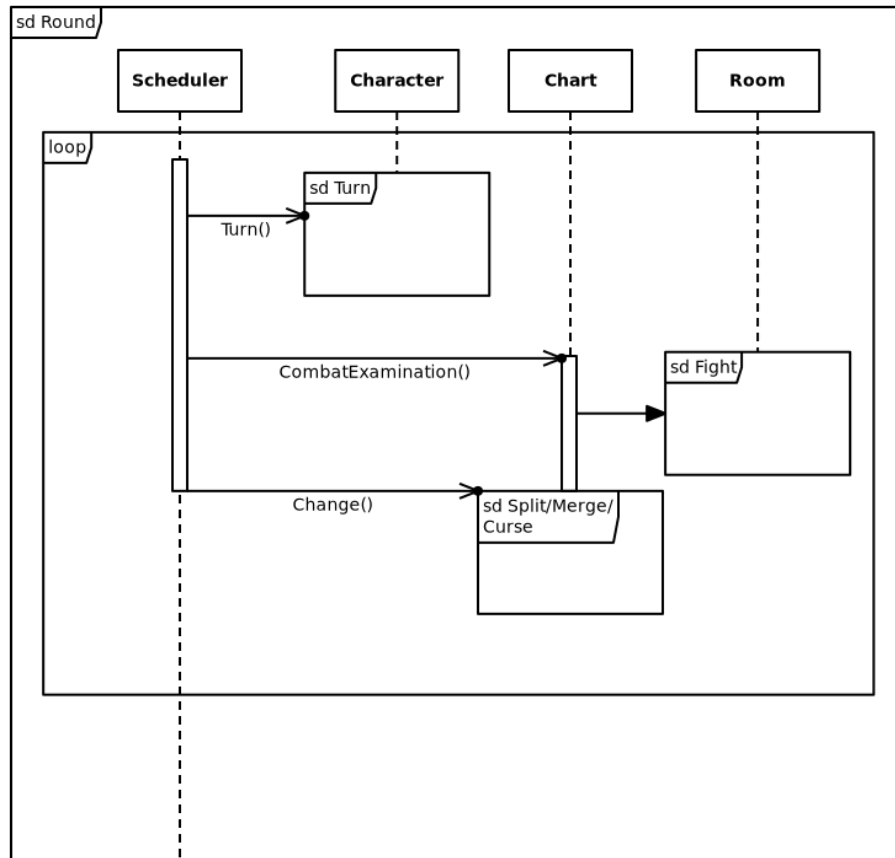 sd Round
Scheduler
Character
Chart
Room
loop
sd Turn
Turn()
CombatExamination()
sd Fight
Change()
sd Split/Merge/
Curse